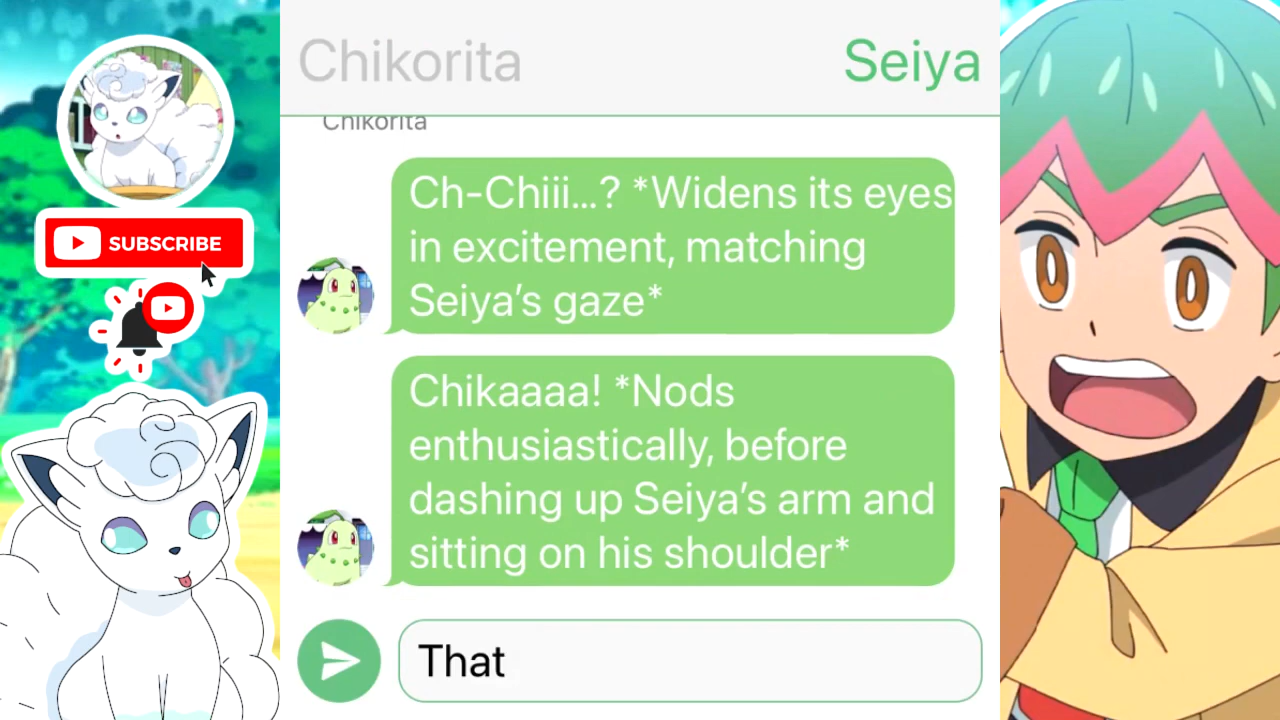 Chikorita
Seiya
Chikorita
Ch-Chiii...? *Widens its eyes
in excitement, matching
Seiya’s gaze*
Chikaaaa! *Nods
enthusiastically, before
dashing up Seiya’s arm and
sitting on his shoulder*
That
SUBSCRIBE